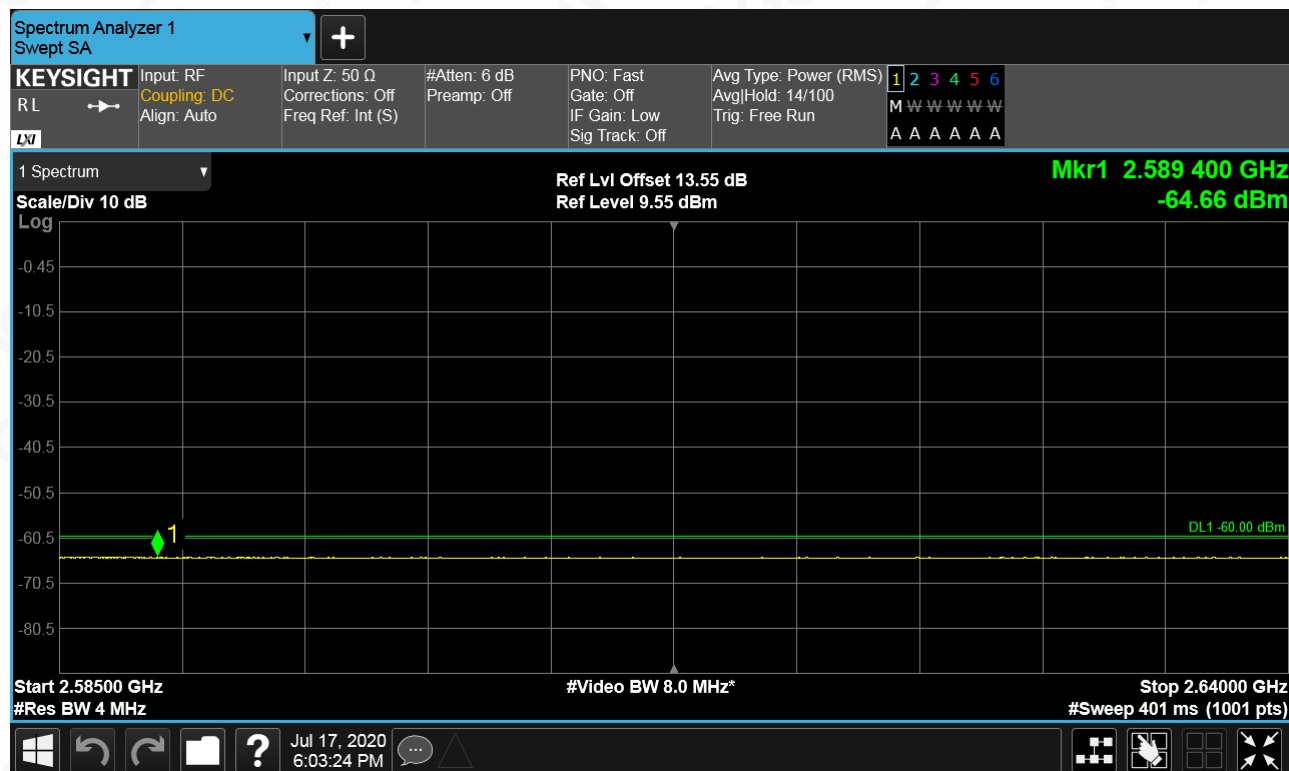 Spectrum Analyzer 1
Swept SA
KEYSIGHT
R L
LXI
Input: RF
Coupling: DC
Align: Auto
Input Z: 50 Ω
Corrections: Off
Freq Ref: Int (S)
#Atten: 6 dB
Preamp: Off
PNO: Fast
Gate: Off
IF Gain: Low
Sig Track: Off
Avg Type: Power (RMS)
Avg|Hold: 14/100
Trig: Free Run
1 2 3 4 5 6
M W W W W W
A A A A A A
1 Spectrum
Scale/Div 10 dB
Ref Lvl Offset 13.55 dB
Ref Level 9.55 dBm
Mkr1 2.589 400 GHz
-64.66 dBm
Log
-0.45
-10.5
-20.5
-30.5
-40.5
-50.5
-60.5
-70.5
-80.5
1
DL1 -60.00 dBm
Start 2.58500 GHz
#Res BW 4 MHz
#Video BW 8.0 MHz*
Stop 2.64000 GHz
#Sweep 401 ms (1001 pts)
?
Jul 17, 2020
6:03:24 PM